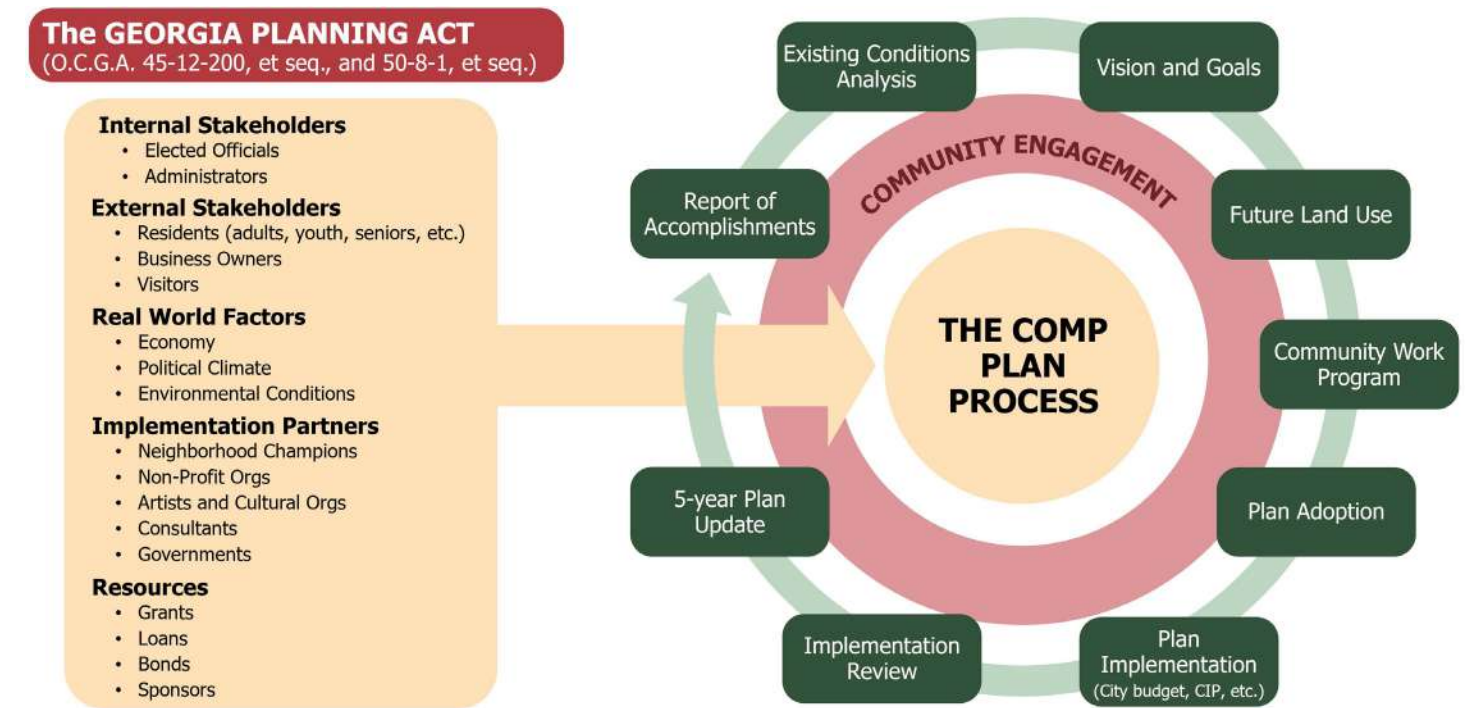 The GEORGIA PLANNING ACT
(O.C.G.A. 45-12-200, et seq., and 50-8-1, et seq.)
Internal Stakeholders
• Elected Officials
• Administrators
External Stakeholders
• Residents (adults, youth, seniors, etc.)
• Business Owners
• Visitors
Real World Factors
• Economy
• Political Climate
• Environmental Conditions
Implementation Partners
• Neighborhood Champions
• Non-Profit Orgs
• Artists and Cultural Orgs
• Consultants
• Governments
Resources
• Grants
• Loans
• Bonds
• Sponsors
COMMUNITY ENGAGEMENT
THE COMP
PLAN
PROCESS
Report of
Accomplishments
Existing Conditions
Analysis
Vision and Goals
Future Land Use
Community Work
Program
Plan Adoption
Plan
Implementation
(City budget, CIP, etc.)
Implementation
Review
5-year Plan
Update